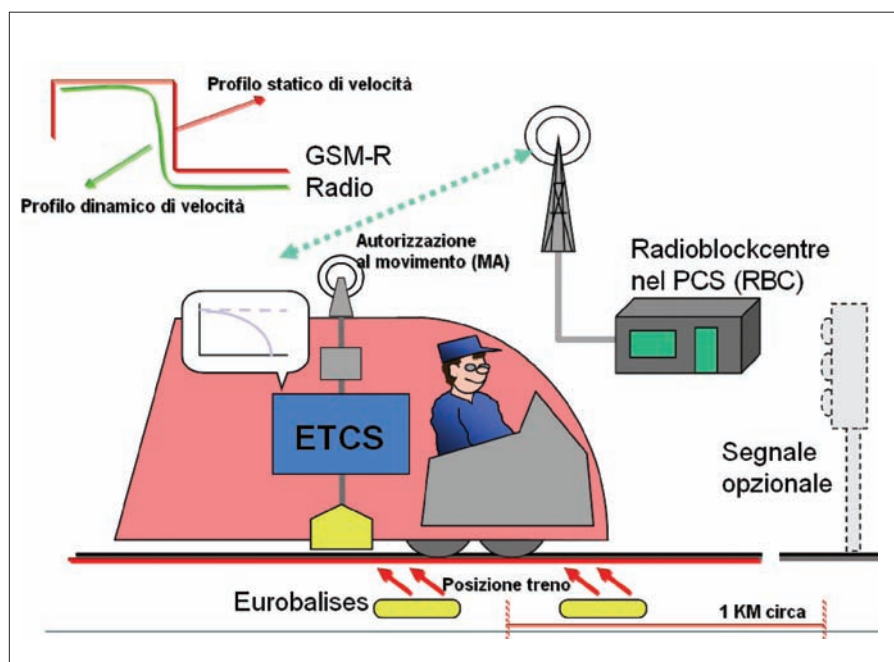 Profilo statico di velocità
GSM-R
Radio
Profilo dinamico di velocità
Autorizzazione
al movimento (MA)
Radioblockcentre
nel PCS (RBC)
ETCS
Segnale
opzionale
Posizione treno
Eurobalises
1 KM circa